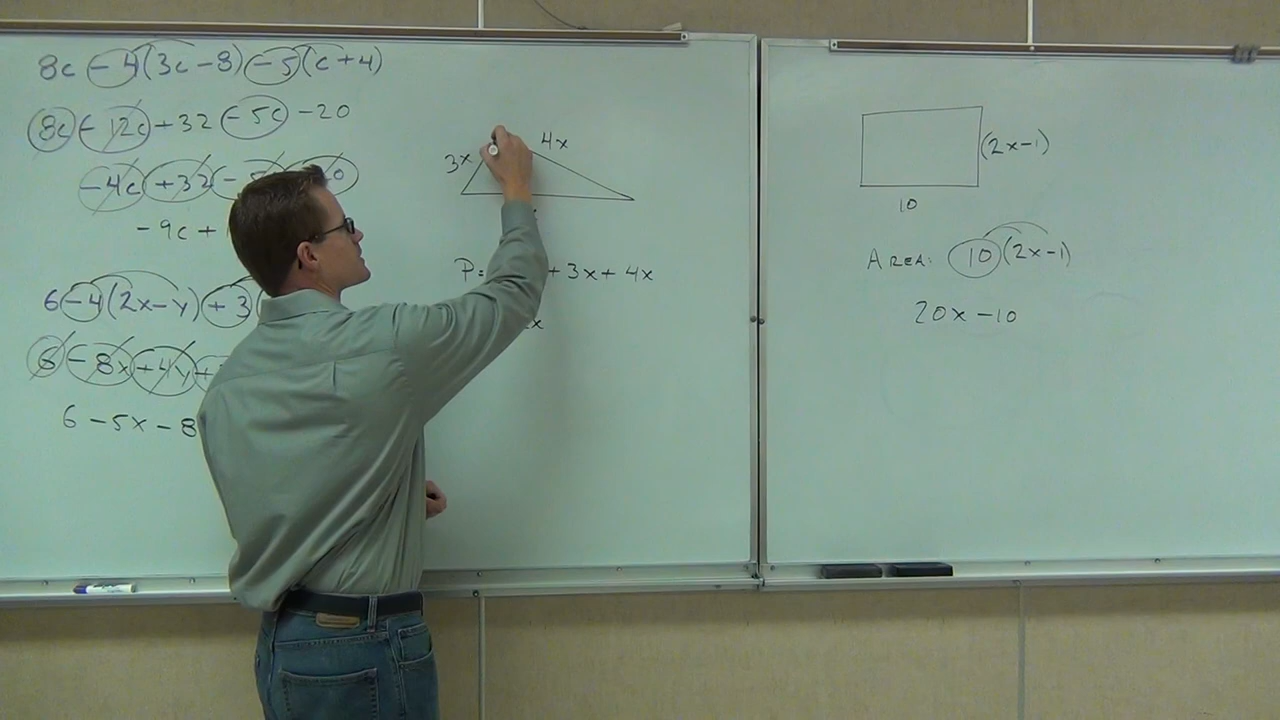 8c -4(3c-8) -5(c+4)
8c -12c +32 -5c -20
-4c +32
-9c +
6 -4(2x-y) +3
6 -8x +4y +
6 -5x -8
3x
4x
P= + 3x + 4x
x
(2x-1)
10
AREA: 10(2x-1)
20x -10